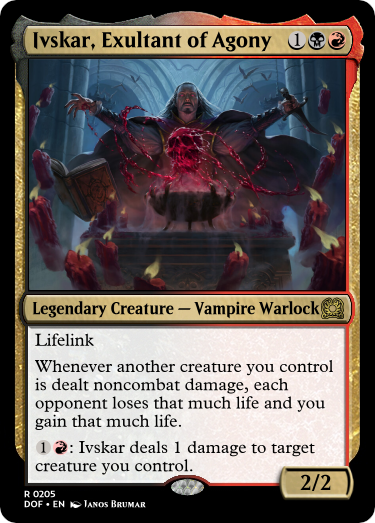 Ivskar, Exultant of Agony 1
Legendary Creature — Vampire Warlock
Lifelink
Whenever another creature you control
is dealt noncombat damage, each
opponent loses that much life and you
gain that much life.
1 : Ivskar deals 1 damage to target
creature you control.
2/2
R 0205
DOF • EN Janos Brumar